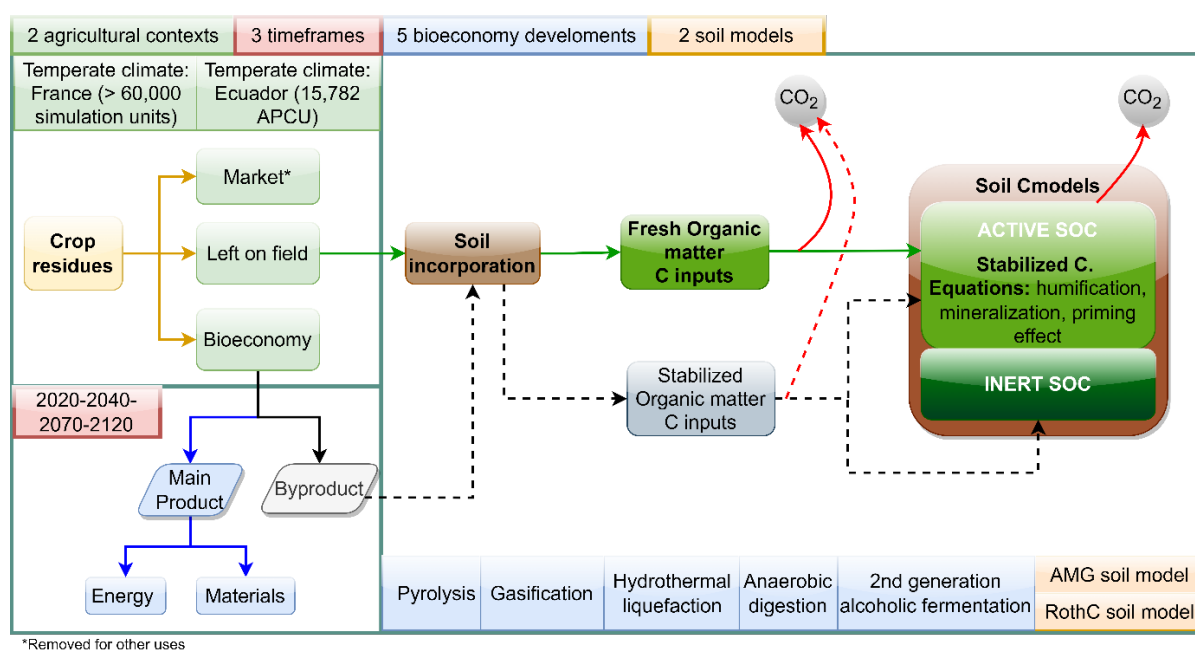 2 agricultural contexts
3 timeframes
5 bioeconomy develoments
2 soil models
Temperate climate:
France (> 60,000
simulation units)
Temperate climate:
Ecuador (15,782
APCU)
Crop
residues
Market*
Left on field
Bioeconomy
2020-2040-
2070-2120
Main
Product
Byproduct
Energy
Materials
Soil
incorporation
Fresh Organic
matter
C inputs
Stabilized
Organic matter
C inputs
CO2
CO2
Soil Cmodels
ACTIVE SOC
Stabilized C.
Equations: humification,
mineralization, priming
effect
INERT SOC
Pyrolysis
Gasification
Hydrothermal
liquefaction
Anaerobic
digestion
2nd generation
alcoholic fermentation
AMG soil model
RothC soil model
*Removed for other uses